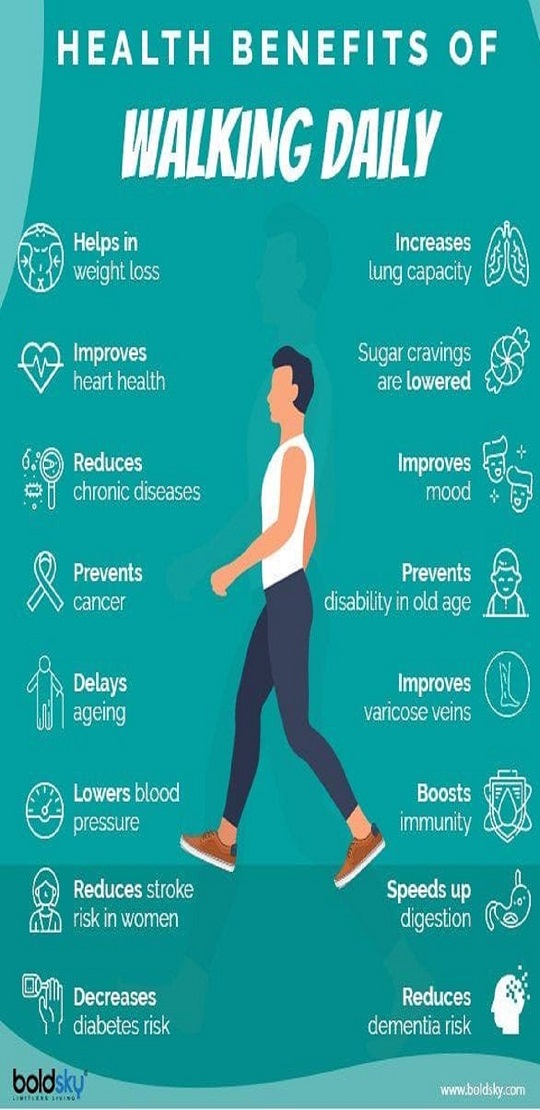 HEALTH BENEFITS OF
WALKING DAILY
Helps in
weight loss
Improves
heart health
Reduces
chronic diseases
Prevents
cancer
Delays
ageing
Lowers blood
pressure
Reduces stroke
risk in women
Decreases
diabetes risk
Increases
lung capacity
Sugar cravings
are lowered
Improves
mood
Prevents
disability in old age
Improves
varicose veins
Boosts
immunity
Speeds up
digestion
Reduces
dementia risk
boldsky
LIMITLESS LIVING
www.boldsky.com